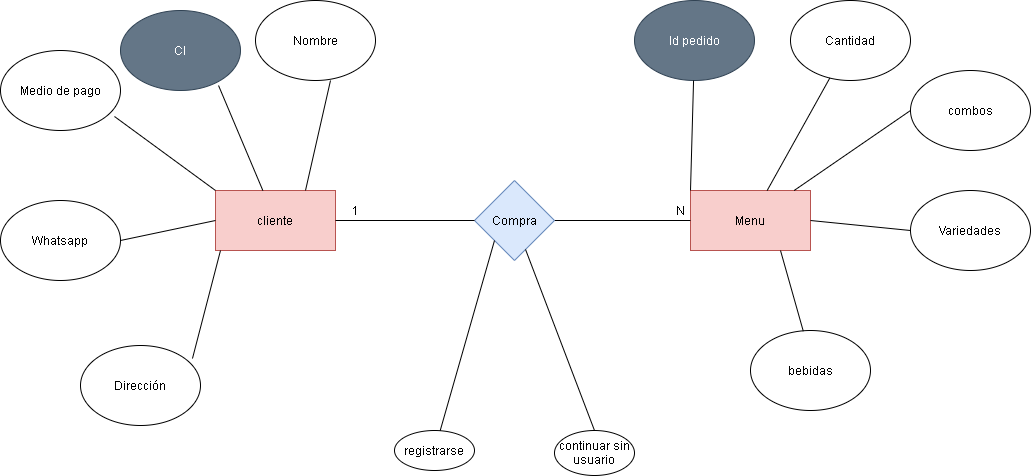 CI
Nombre
Id pedido
Cantidad
Medio de pago
combos
cliente
1
Compra
N
Menu
Whatsapp
Variedades
Dirección
bebidas
registrarse
continuar sin
usuario